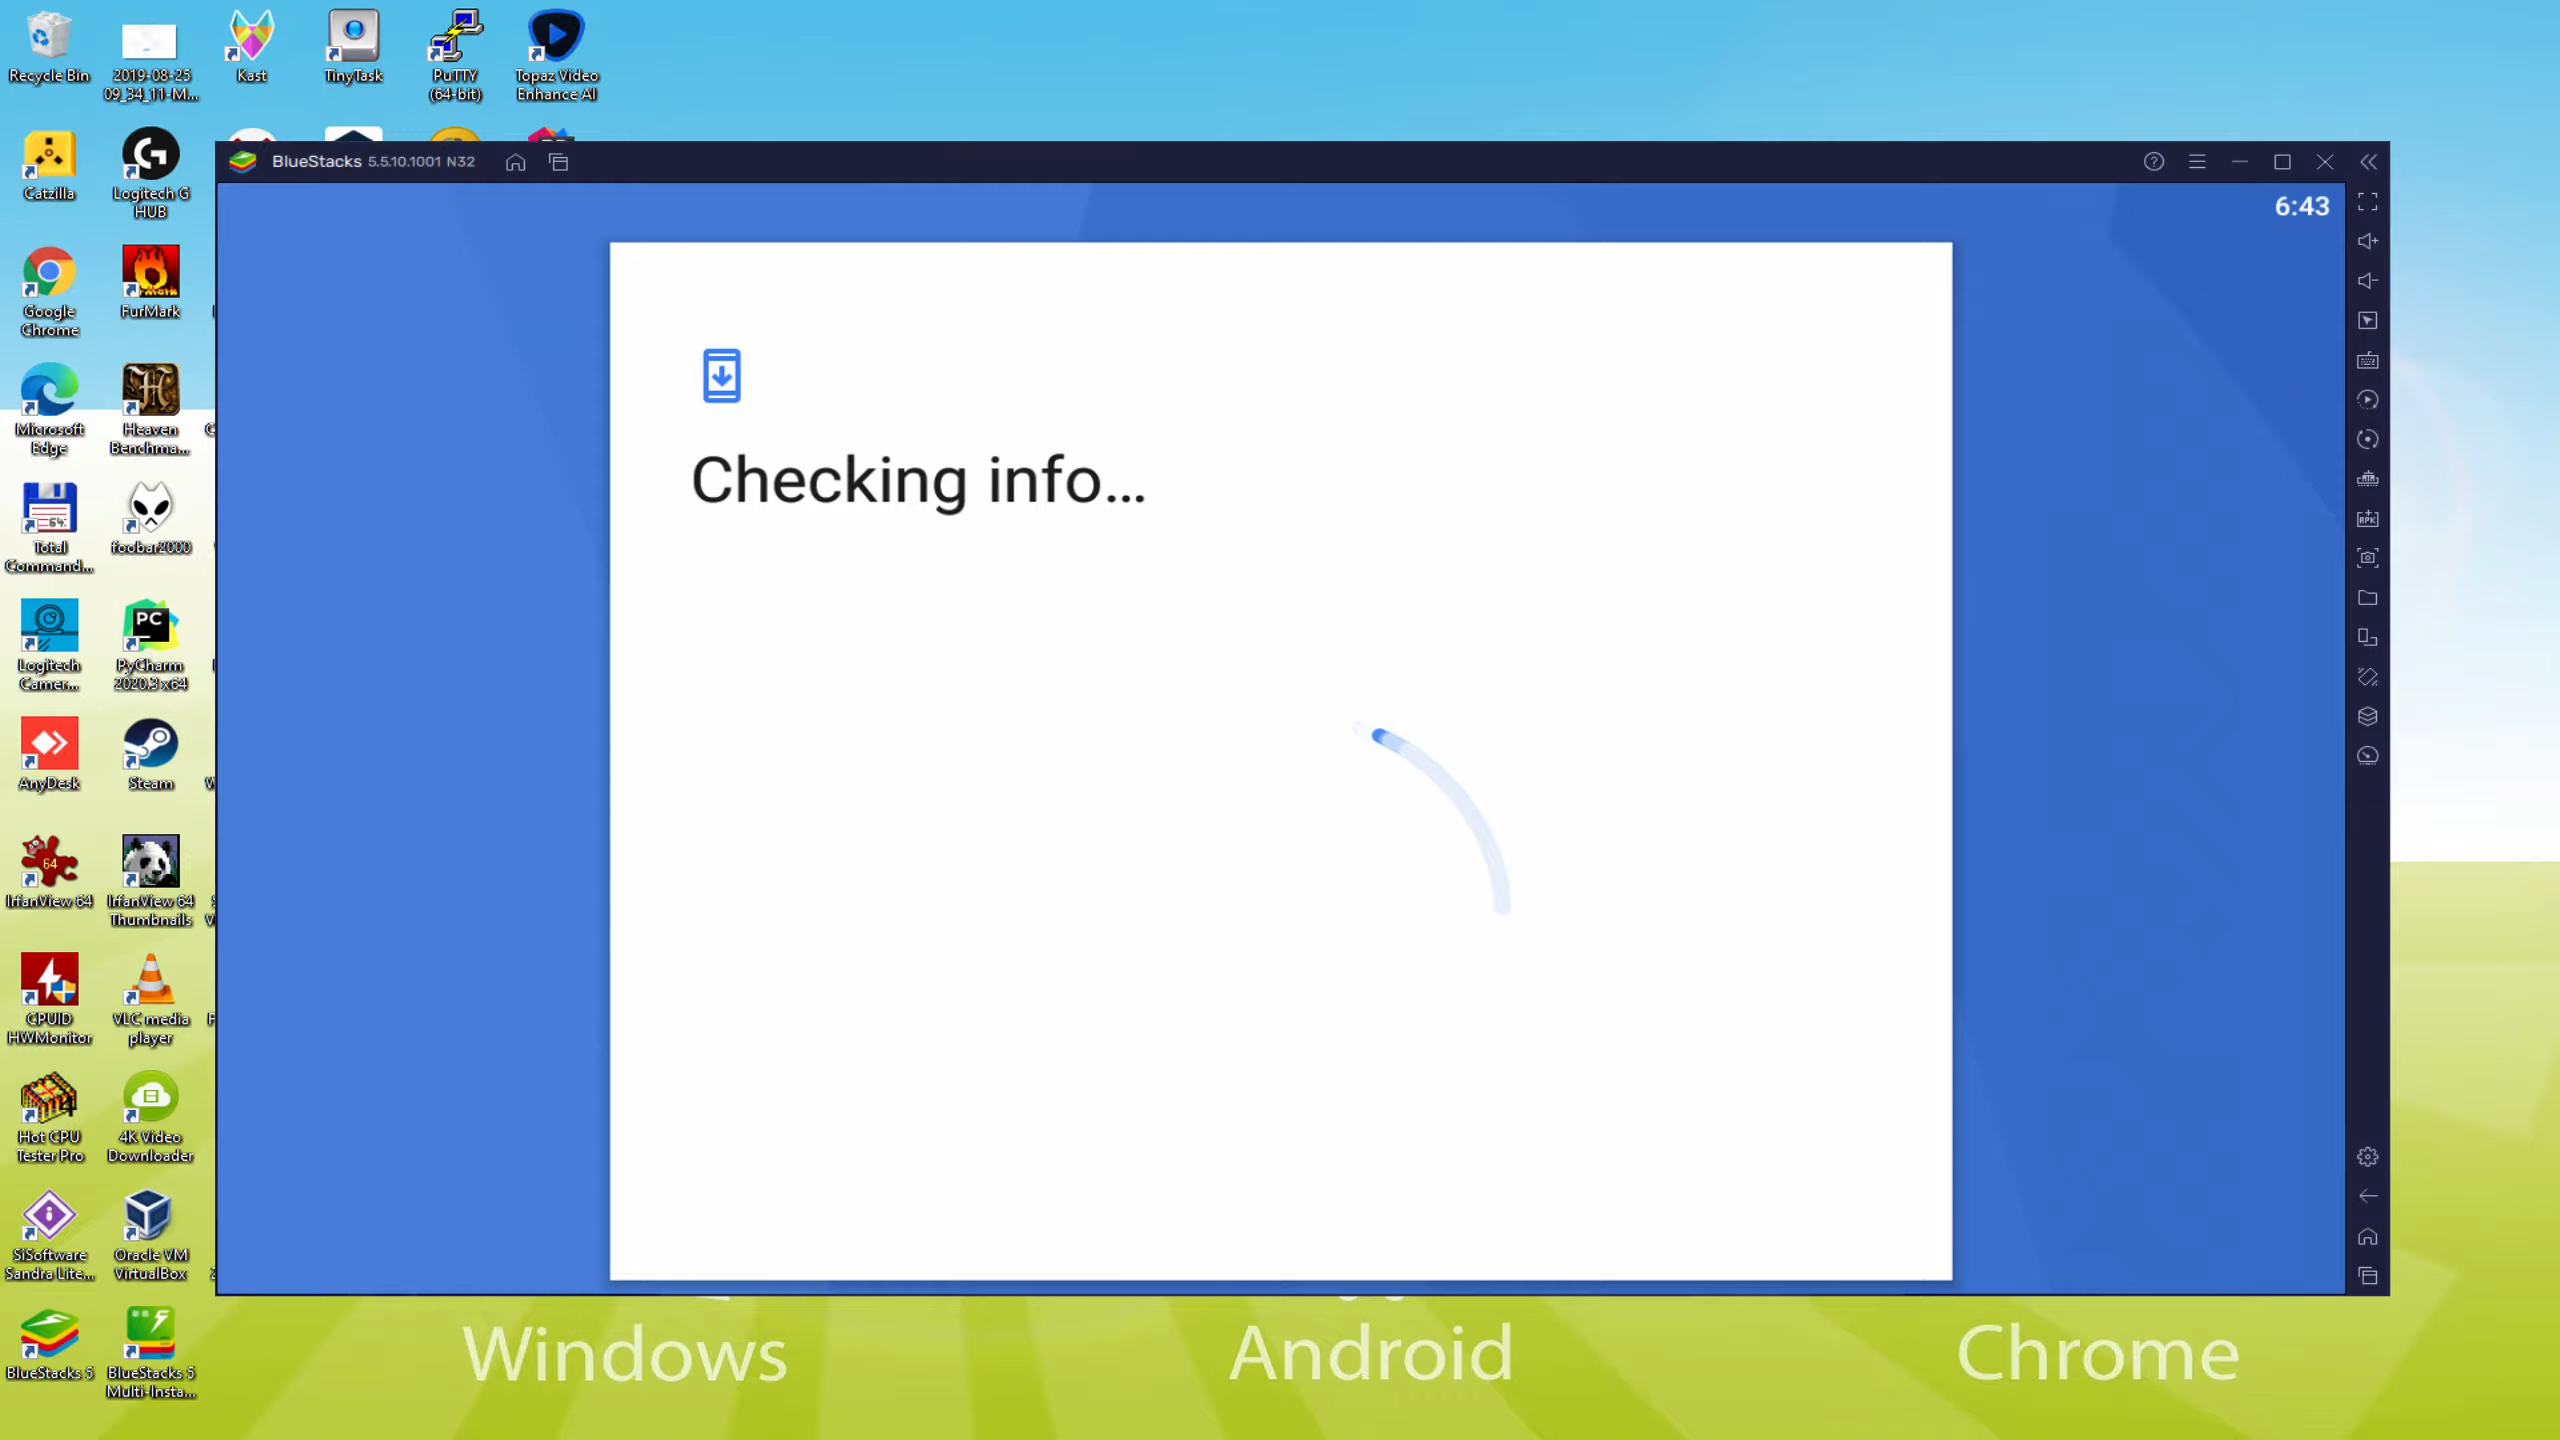 Recycle Bin
2019-08-25
09_34_11-M...
Kast
TinyTask
PuTTY
(64-bit)
Topaz Video
Enhance AI
Catzilla
Logitech G
HUB
BlueStacks 5.5.10.1001 N32
6:43
Google
Chrome
FurMark
Checking info...
Microsoft
Edge
Heaven
Benchma...
Total
Command...
foobar2000
Logitech
Camer...
PC
PyCharm
2020.3 x64
AnyDesk
Steam
64
IrfanView 64
IrfanView 64
Thumbnails
CPUID
HWMonitor
VLC media
player
Hot CPU
Tester Pro
4K Video
Downloader
SiSoftware
Sandra Lite...
Oracle VM
VirtualBox
BlueStacks 5
BlueStacks 5
Multi-Insta...
Windows
Android
Chrome